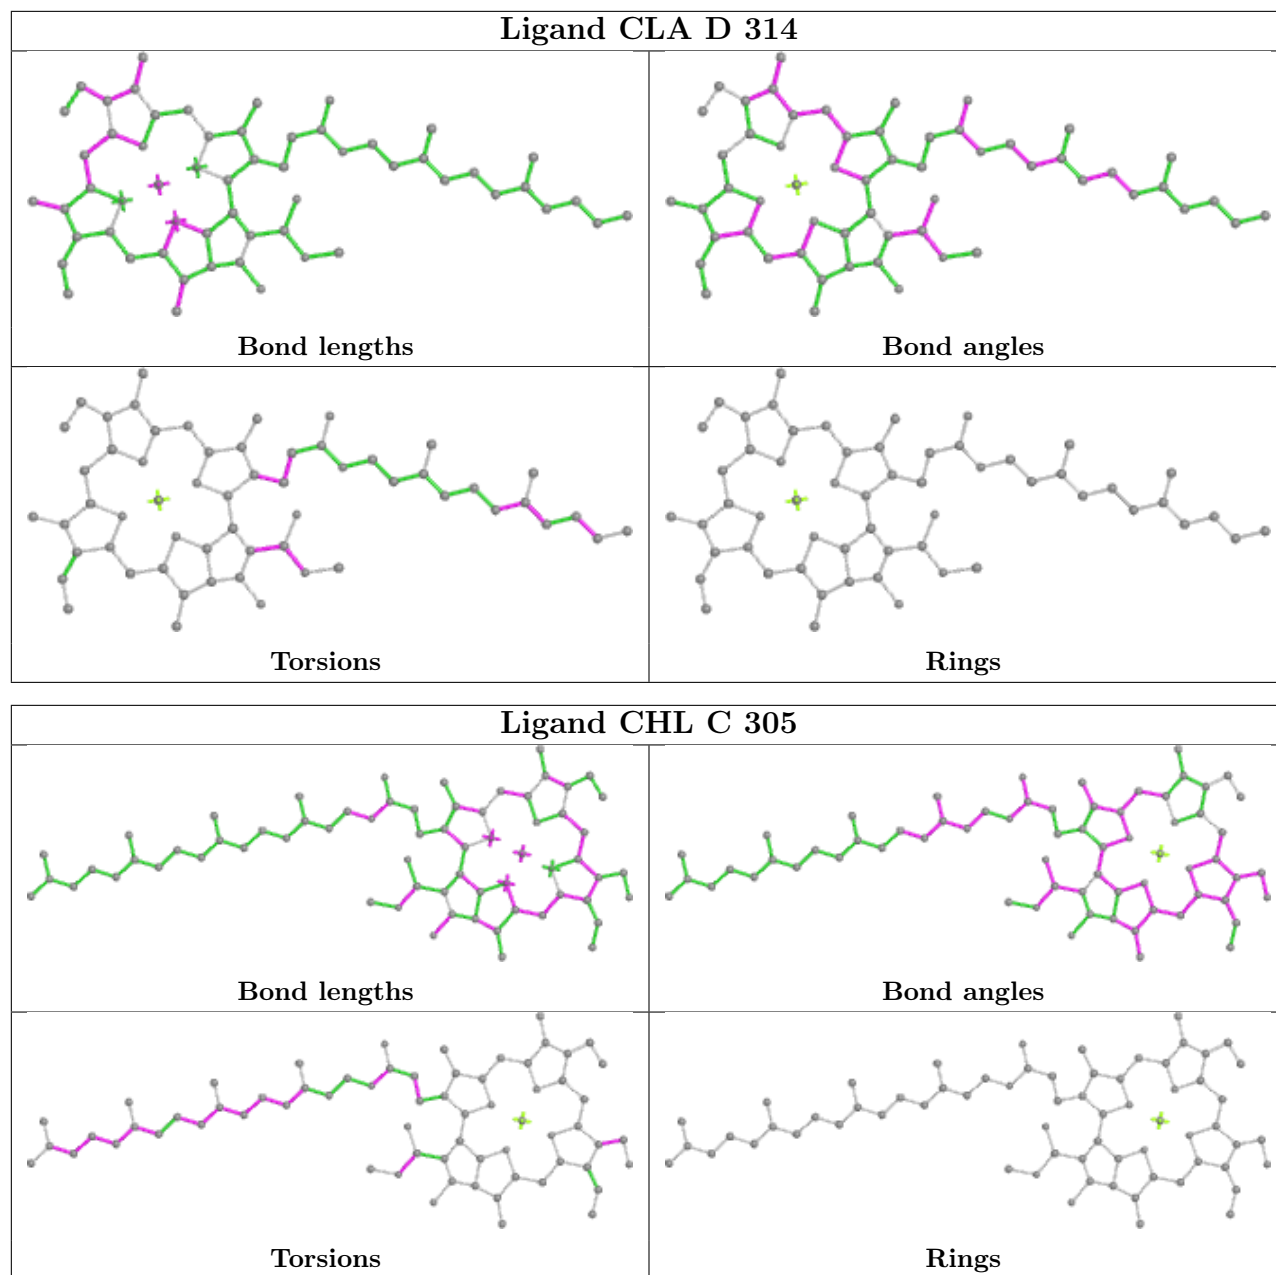 Ligand CLA D 314
Bond lengths
Bond angles
Torsions
Rings
Ligand CHL C 305
Bond lengths
Bond angles
Torsions
Rings